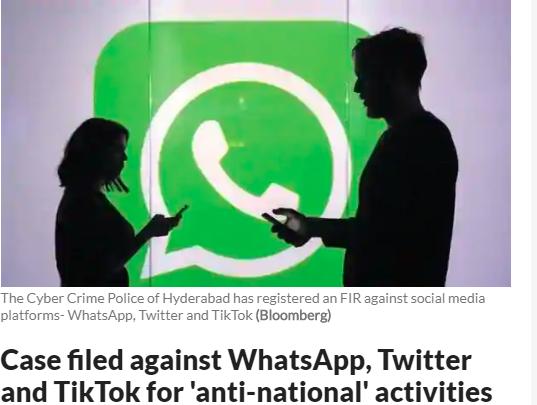 The Cyber Crime Police of Hyderabad has registered an FIR against social media
platforms- WhatsApp, Twitter and TikTok (Bloomberg)
Case filed against WhatsApp, Twitter
and TikTok for 'anti-national' activities